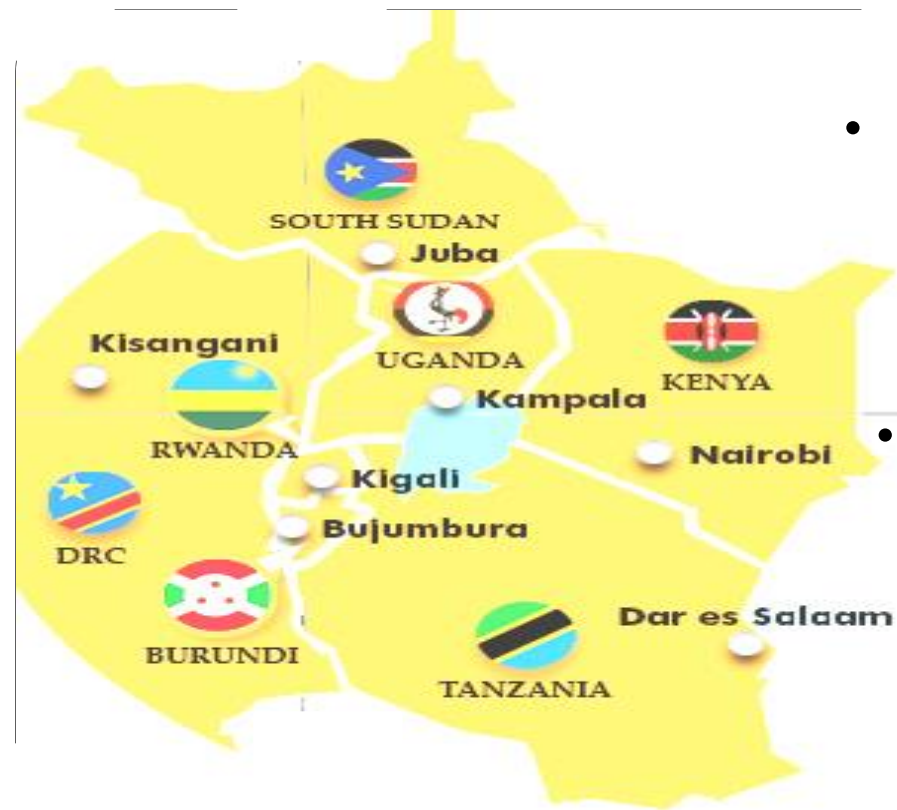 SOUTH SUDAN
Juba
Kisangani
UGANDA
KENYA
Kampala
RWANDA
Nairobi
Kigali
DRC
Bujumbura
Dar es Salaam
BURUNDI
TANZANIA